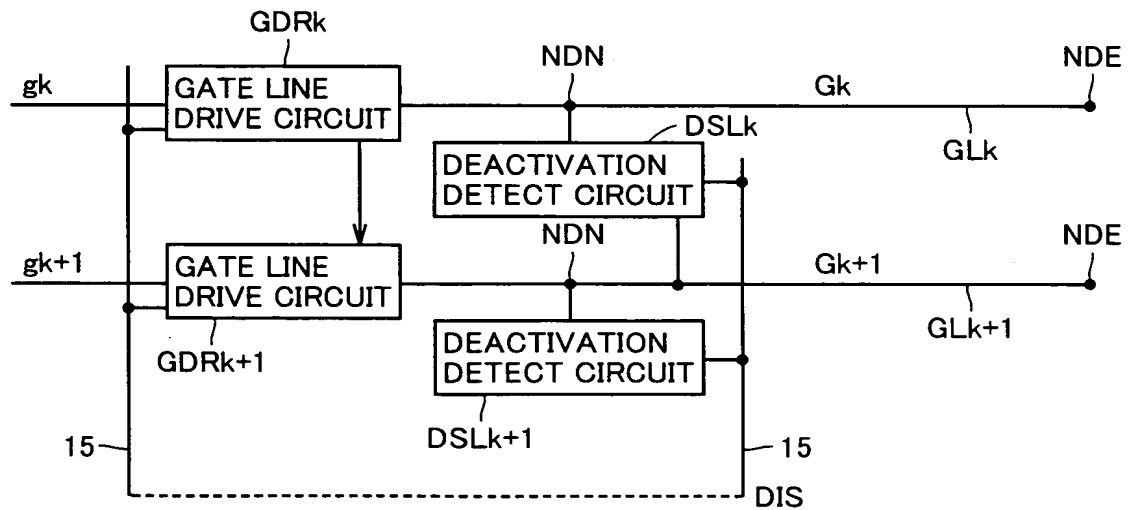 GDRk
NDN
NDE
gk
GATE LINE
DRIVE CIRCUIT
Gk
DSLk
GLk
DEACTIVATION
DETECT CIRCUIT
NDN
NDE
gk+1
GATE LINE
DRIVE CIRCUIT
Gk+1
GLk+1
GDRk+1
DEACTIVATION
DETECT CIRCUIT
DSLk+1
15
15
DIS